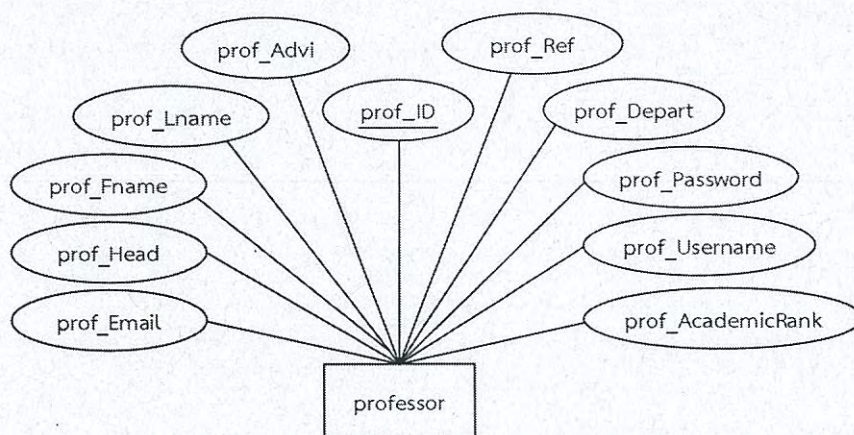 prof_Advi
prof_Ref
prof_Lname
prof_ID
prof_Depart
prof_Fname
prof_Password
prof_Head
prof_Username
prof_Email
prof_AcademicRank
professor